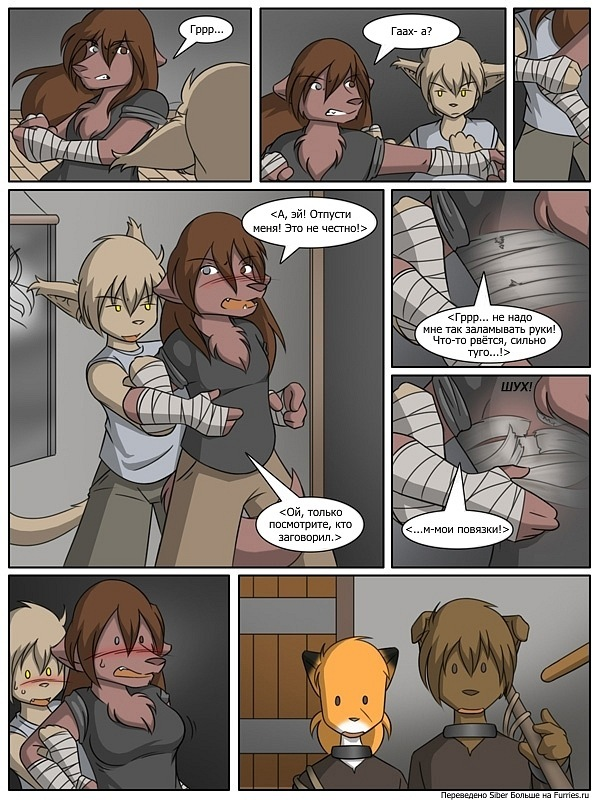 Гррр...
Гаах- а?
<А, эй! Отпусти
меня! Это не честно!>
<Ой, только
посмотрите, кто
заговорил.>
<Гррр... не надо
мне так заламывать руки!
Что-то рвётся, сильно
туго...!>
ШУХ!
<...м-мои повязки!>
Переведено Siber Больше на Furries.ru